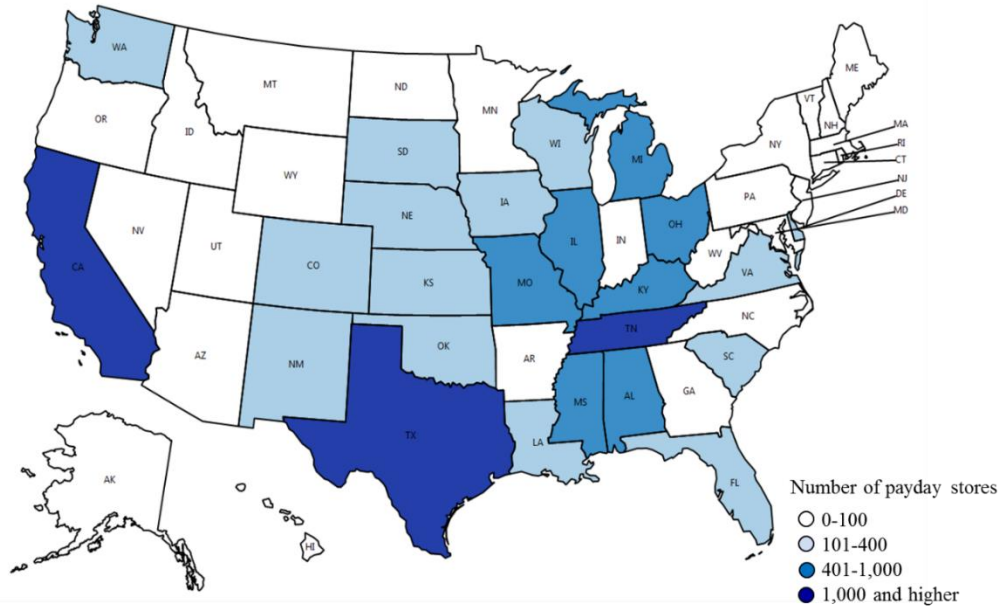 WA
MT
ND
MN
ME
VT
NH
OR
ID
WY
SD
WI
MI
NY
MA
RI
CT
NJ
DE
MD
NE
IA
PA
NV
UT
CO
KS
MO
IL
IN
OH
WV
VA
KY
CA
AZ
NM
OK
AR
TN
NC
SC
TX
LA
MS
AL
GA
FL
AK
HI
Number of payday stores
0-100
101-400
401-1,000
1,000 and higher